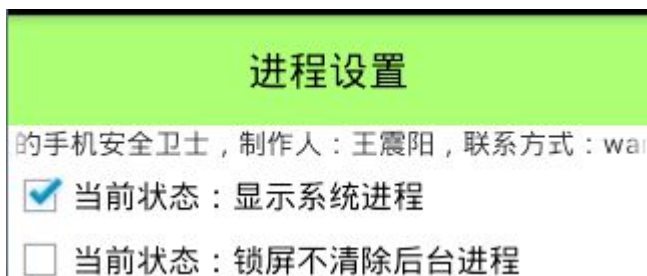 进程设置
的手机安全卫士，制作人：王震阳，联系方式：wa
当前状态：显示系统进程
当前状态：锁屏不清除后台进程